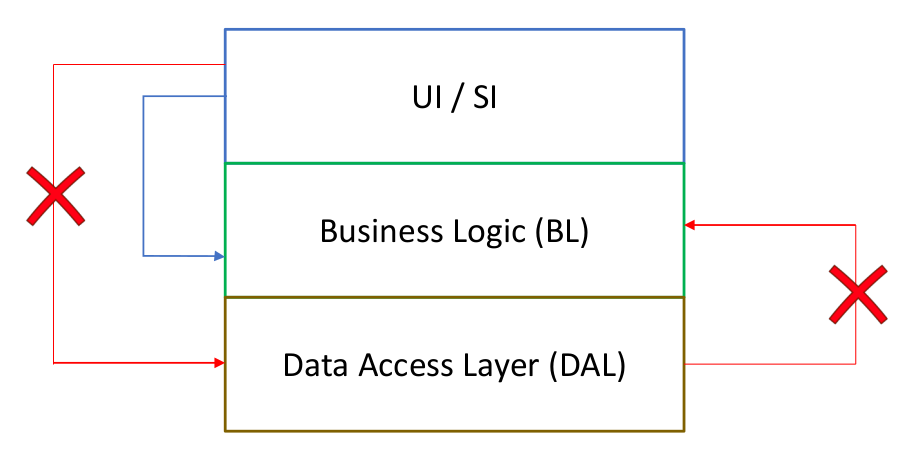 UI / SI
Business Logic (BL)
Data Access Layer (DAL)